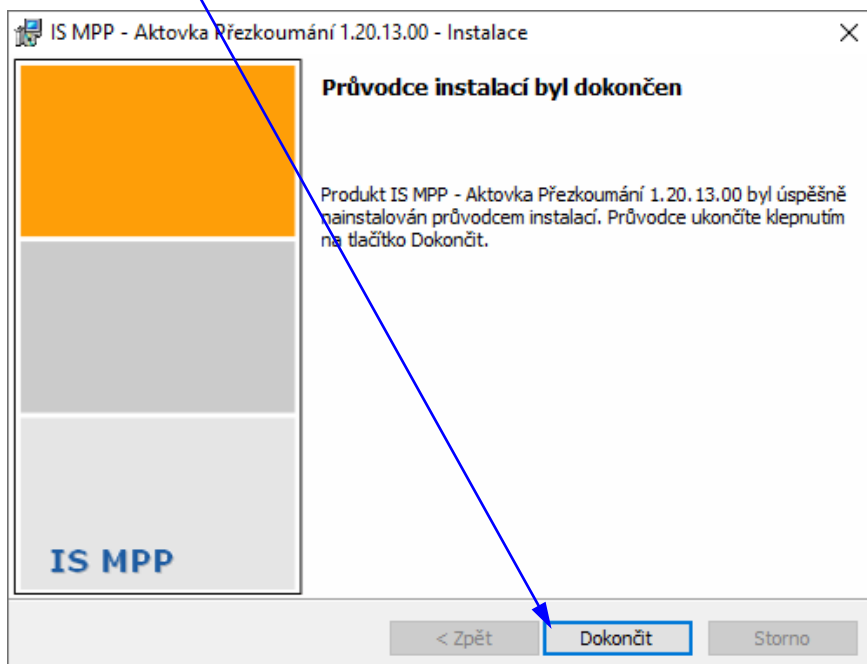 IS MPP - Aktovka Přezkoumání 1.20.13.00 - Instalace
Průvodce instalací byl dokončen
Produkt IS MPP - Aktovka Přezkoumání 1.20.13.00 byl úspěšně
nainstalován průvodcem instalací. Průvodce ukončíte klepnutím
na tlačítko Dokončit.
IS MPP
< Zpět
Dokončit
Storno